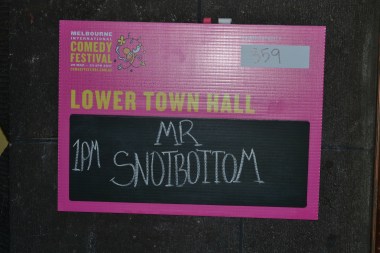 MELBOURNE
INTERNATIONAL
COMEDY
FESTIVAL
359
LOWER TOWN HALL
MR
1PM SNOTBOTTOM